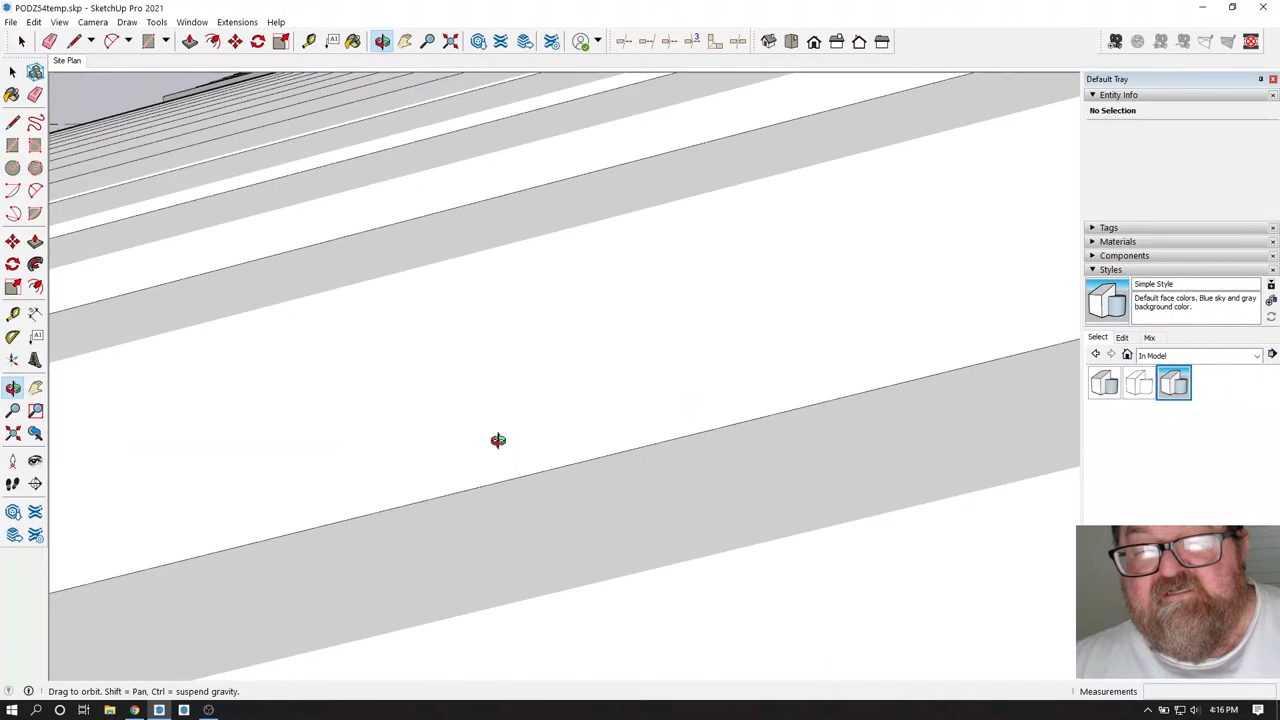 PODZ54temp.skp - SketchUp Pro 2021
File Edit View Camera Draw Tools Window Extensions Help
3
Site Plan
Default Tray
Entity Info
No Selection
AI
Tags
Materials
Components
Styles
Simple Style
Default face colors. Blue sky and gray
background color.
Select Edit Mix
In Model
Drag to orbit. Shift = Pan, Ctrl = suspend gravity.
Measurements
4:16 PM